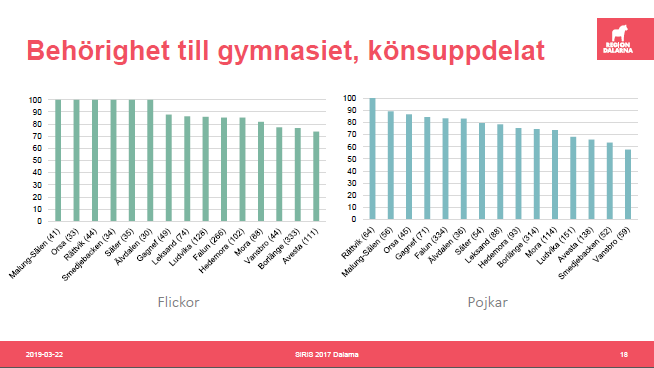 Behörighet till gymnasiet, könsuppdelat
REGION
DALARNA
100
90
80
70
60
50
40
30
20
10
0
Malung-Sälen (41)
Orsa (33)
Rättvik (44)
Smedjebacken (34)
Säter (35)
Älvdalen (30)
Gagnef (49)
Leksand (74)
Ludvika (128)
Falun (266)
Hedemora (102)
Mora (88)
Vansbro (44)
Borlänge (333)
Avesta (111)
Flickor
100
90
80
70
60
50
40
30
20
10
0
Rättvik (64)
Malung-Sälen (56)
Orsa (45)
Gagnef (71)
Falun (334)
Älvdalen (36)
Säter (54)
Leksand (88)
Hedemora (93)
Borlänge (314)
Mora (114)
Ludvika (151)
Avesta (138)
Smedjebacken (52)
Vansbro (59)
Pojkar
2019-03-22
SIRIS 2017 Dalarna
18